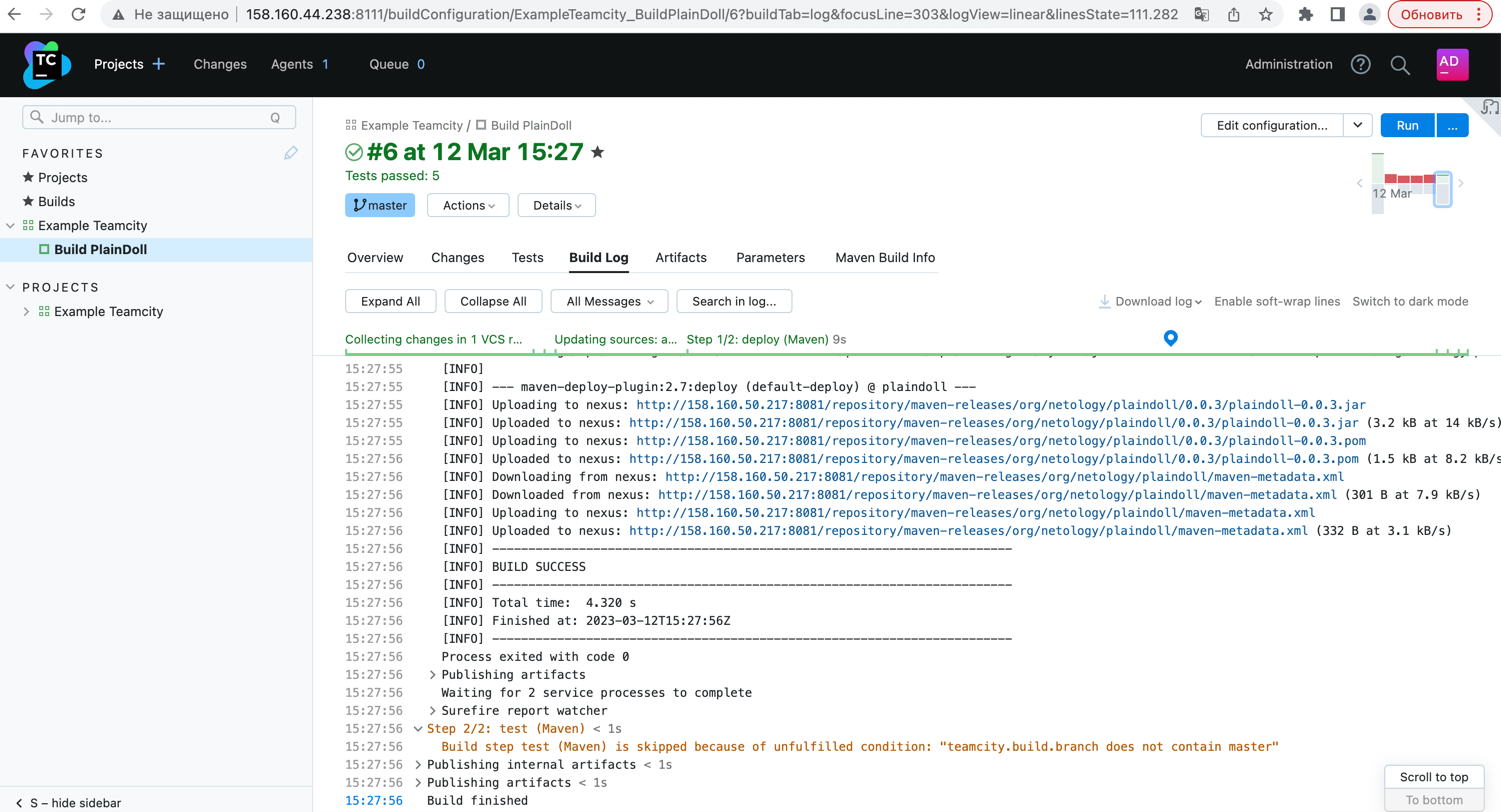 Не защищено 158.160.44.238:8111/buildConfiguration/ExampleTeamcity_BuildPlainDoll/6?buildTab=log&focusLine=303&logView=linear&linesState=111.282 Обновить
TC Projects Changes Agents 1 Queue 0 Administration AD
Jump to... Q
FAVORITES
Projects
Builds
Example Teamcity
Build PlainDoll
PROJECTS
Example Teamcity
S – hide sidebar
Example Teamcity / Build PlainDoll Edit configuration... Run ...
#6 at 12 Mar 15:27
Tests passed: 5
12 Mar
master Actions Details
Overview Changes Tests Build Log Artifacts Parameters Maven Build Info
Expand All Collapse All All Messages Search in log... Download log Enable soft-wrap lines Switch to dark mode
Collecting changes in 1 VCS r... Updating sources: a... Step 1/2: deploy (Maven) 9s
15:27:55 [INFO]
15:27:55 [INFO] --- maven-deploy-plugin:2.7:deploy (default-deploy) @ plaindoll ---
15:27:55 [INFO] Uploading to nexus: http://158.160.50.217:8081/repository/maven-releases/org/netology/plaindoll/0.0.3/plaindoll-0.0.3.jar
15:27:55 [INFO] Uploaded to nexus: http://158.160.50.217:8081/repository/maven-releases/org/netology/plaindoll/0.0.3/plaindoll-0.0.3.jar (3.2 kB at 14 kB/s)
15:27:55 [INFO] Uploading to nexus: http://158.160.50.217:8081/repository/maven-releases/org/netology/plaindoll/0.0.3/plaindoll-0.0.3.pom
15:27:55 [INFO] Uploaded to nexus: http://158.160.50.217:8081/repository/maven-releases/org/netology/plaindoll/0.0.3/plaindoll-0.0.3.pom (1.5 kB at 8.2 kB/s
15:27:56 [INFO] Downloading from nexus: http://158.160.50.217:8081/repository/maven-releases/org/netology/plaindoll/maven-metadata.xml
15:27:56 [INFO] Downloaded from nexus: http://158.160.50.217:8081/repository/maven-releases/org/netology/plaindoll/maven-metadata.xml (301 B at 7.9 kB/s)
15:27:56 [INFO] Uploading to nexus: http://158.160.50.217:8081/repository/maven-releases/org/netology/plaindoll/maven-metadata.xml
15:27:56 [INFO] Uploaded to nexus: http://158.160.50.217:8081/repository/maven-releases/org/netology/plaindoll/maven-metadata.xml (332 B at 3.1 kB/s)
15:27:56 [INFO] ------------------------------------------------------------------------
15:27:56 [INFO] BUILD SUCCESS
15:27:56 [INFO] ------------------------------------------------------------------------
15:27:56 [INFO] Total time:  4.320 s
15:27:56 [INFO] Finished at: 2023-03-12T15:27:56Z
15:27:56 [INFO] ------------------------------------------------------------------------
15:27:56 Process exited with code 0
15:27:56 Publishing artifacts
15:27:56 Waiting for 2 service processes to complete
15:27:56 Surefire report watcher
15:27:56 Step 2/2: test (Maven) < 1s
15:27:56 Build step test (Maven) is skipped because of unfulfilled condition: "teamcity.build.branch does not contain master"
15:27:56 Publishing internal artifacts < 1s
15:27:56 Publishing artifacts < 1s
15:27:56 Build finished
Scroll to top
To bottom